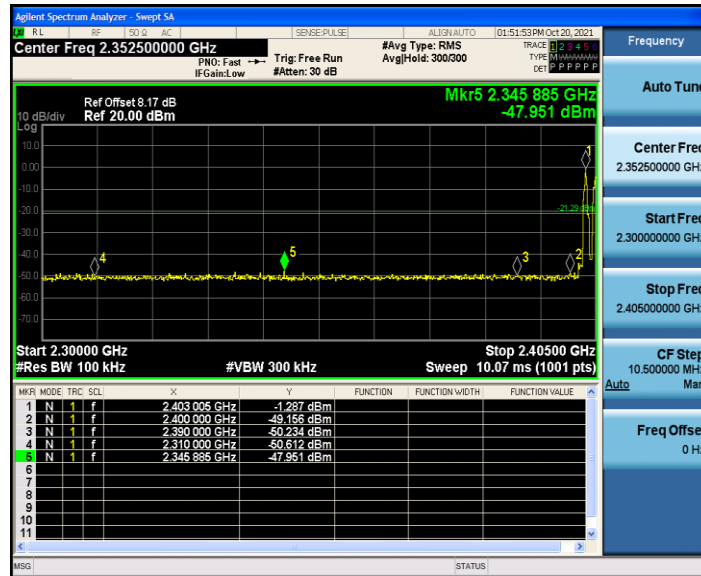 Agilent Spectrum Analyzer - Swept SA
RL RF 50 Ω AC SENSE:PULSE ALIGNAUTO 01:51:53PM Oct 20, 2021
Center Freq 2.352500000 GHz #Avg Type: RMS TRACE 1 2 3 4 5 6
PNO: Fast Trig: Free Run Avg|Hold: 300/300 TYPE M
IFGain:Low #Atten: 30 dB DET P P P P P P
Ref Offset 8.17 dB Mkr5 2.345 885 GHz
10 dB/div Ref 20.00 dBm -47.951 dBm
Log
10.0
1
0.00
-10.0
-20.0 -21.29 dBm
-30.0
-40.0 4 5 3 2
-50.0
-60.0
-70.0
Start 2.30000 GHz Stop 2.40500 GHz
#Res BW 100 kHz #VBW 300 kHz Sweep 10.07 ms (1001 pts)
MKR MODE TRC SCL X Y FUNCTION FUNCTION WIDTH FUNCTION VALUE
1 N 1 f 2.403 005 GHz -1.287 dBm
2 N 1 f 2.400 000 GHz -49.156 dBm
3 N 1 f 2.390 000 GHz -50.234 dBm
4 N 1 f 2.310 000 GHz -50.612 dBm
5 N 1 f 2.345 885 GHz -47.951 dBm
6
7
8
9
10
11
MSG STATUS
Frequency
Auto Tune
Center Freq
2.352500000 GHz
Start Freq
2.300000000 GHz
Stop Freq
2.405000000 GHz
CF Step
10.500000 MHz
Auto Man
Freq Offset
0 Hz